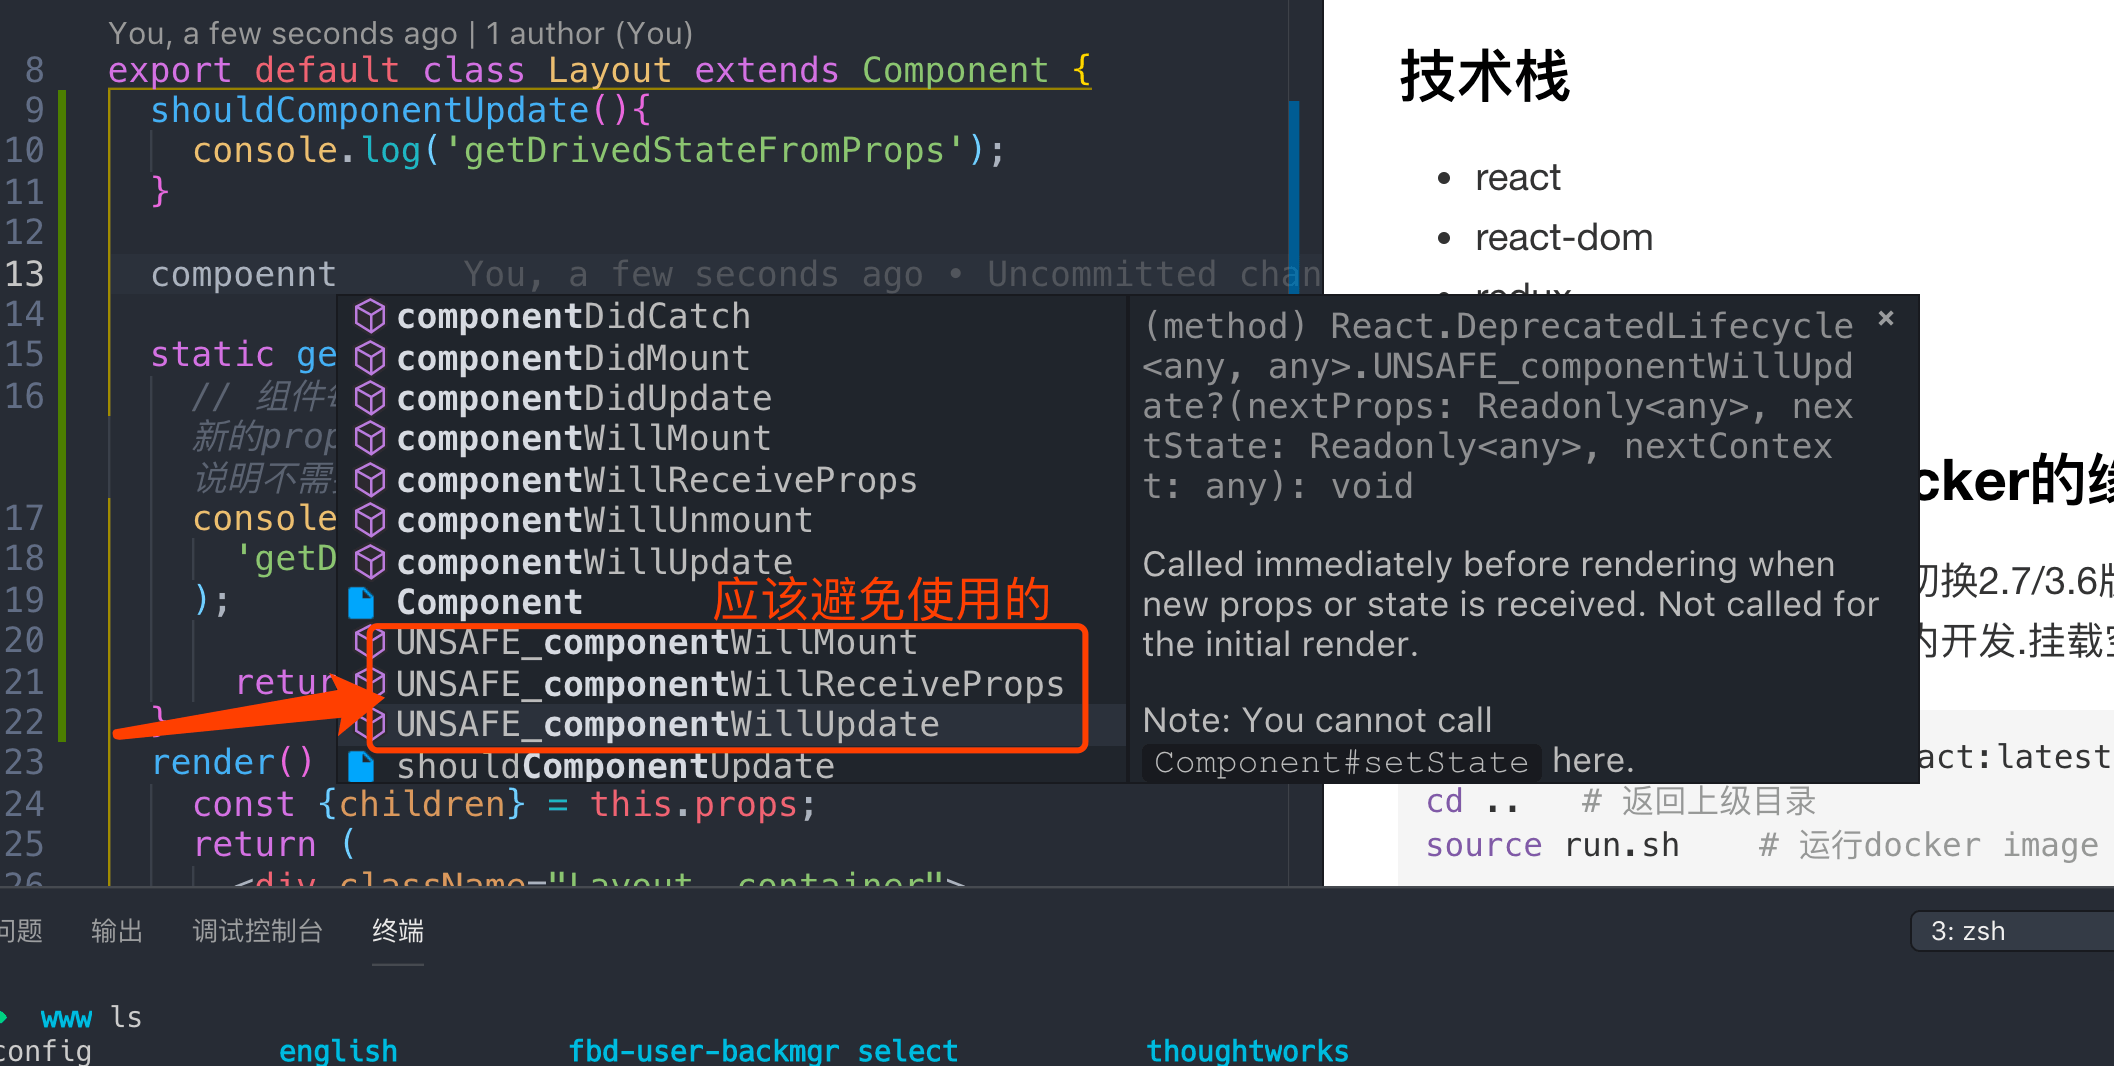 You, a few seconds ago | 1 author (You)
8 export default class Layout extends Component {
9 shouldComponentUpdate(){
10 console.log('getDrivedStateFromProps');
11 }
12
13 compoennt You, a few seconds ago • Uncommitted chan
14
15 static ge
16 // 组件每
新的prop
说明不需
17 console
18 'getD
19 );
20
21 retur
22 }
23 render()
24 const {children} = this.props;
25 return (
26 <div className="Layout container">
componentDidCatch
componentDidMount
componentDidUpdate
componentWillMount
componentWillReceiveProps
componentWillUnmount
componentWillUpdate
Component
应该避免使用的
UNSAFE_componentWillMount
UNSAFE_componentWillReceiveProps
UNSAFE_componentWillUpdate
shouldComponentUpdate
(method) React.DeprecatedLifecycle ×
<any, any>.UNSAFE_componentWillUpd
ate?(nextProps: Readonly<any>, nex
tState: Readonly<any>, nextContex
t: any): void
Called immediately before rendering when
new props or state is received. Not called for
the initial render.
Note: You cannot call
Component#setState here.
技术栈
• react
• react-dom
• redux
cker的缘
切换2.7/3.6版
内开发.挂载
act:latest
cd .. # 返回上级目录
source run.sh # 运行docker image
问题 输出 调试控制台 终端
3: zsh
www ls
config english fbd-user-backmgr select thoughtworks